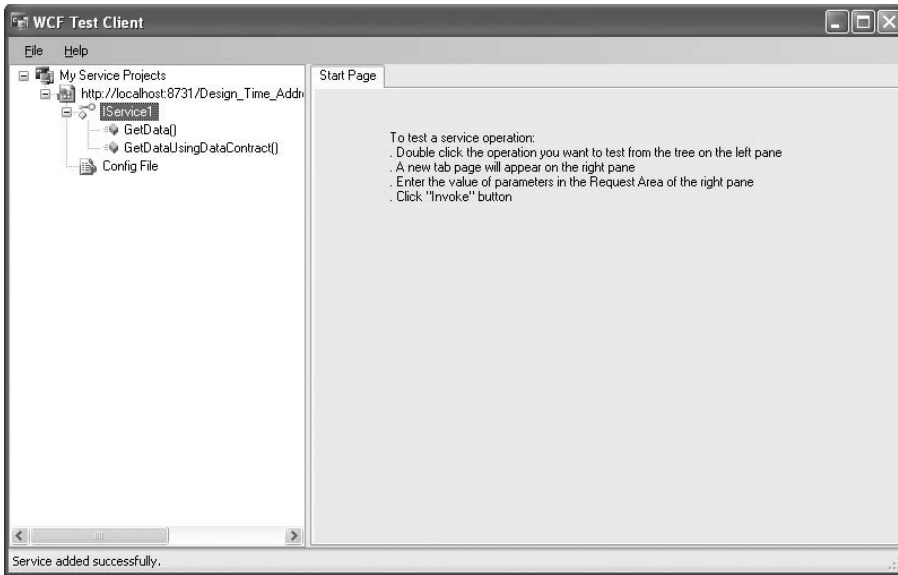 WCF Test Client
File Help
My Service Projects
http://localhost:8731/Design_Time_Addr
IService1
GetData()
GetDataUsingDataContract()
Config File
Start Page
To test a service operation:
. Double click the operation you want to test from the tree on the left pane
. A new tab page will appear on the right pane
. Enter the value of parameters in the Request Area of the right pane
. Click "Invoke" button
Service added successfully.